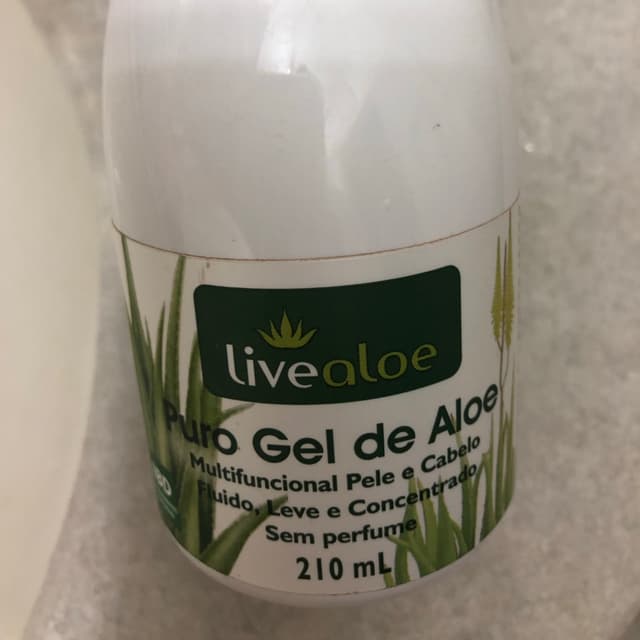 livealoe
Puro Gel de Aloe
Multifuncional Pele e Cabelo
Fluido, Leve e Concentrado
Sem perfume
210 mL